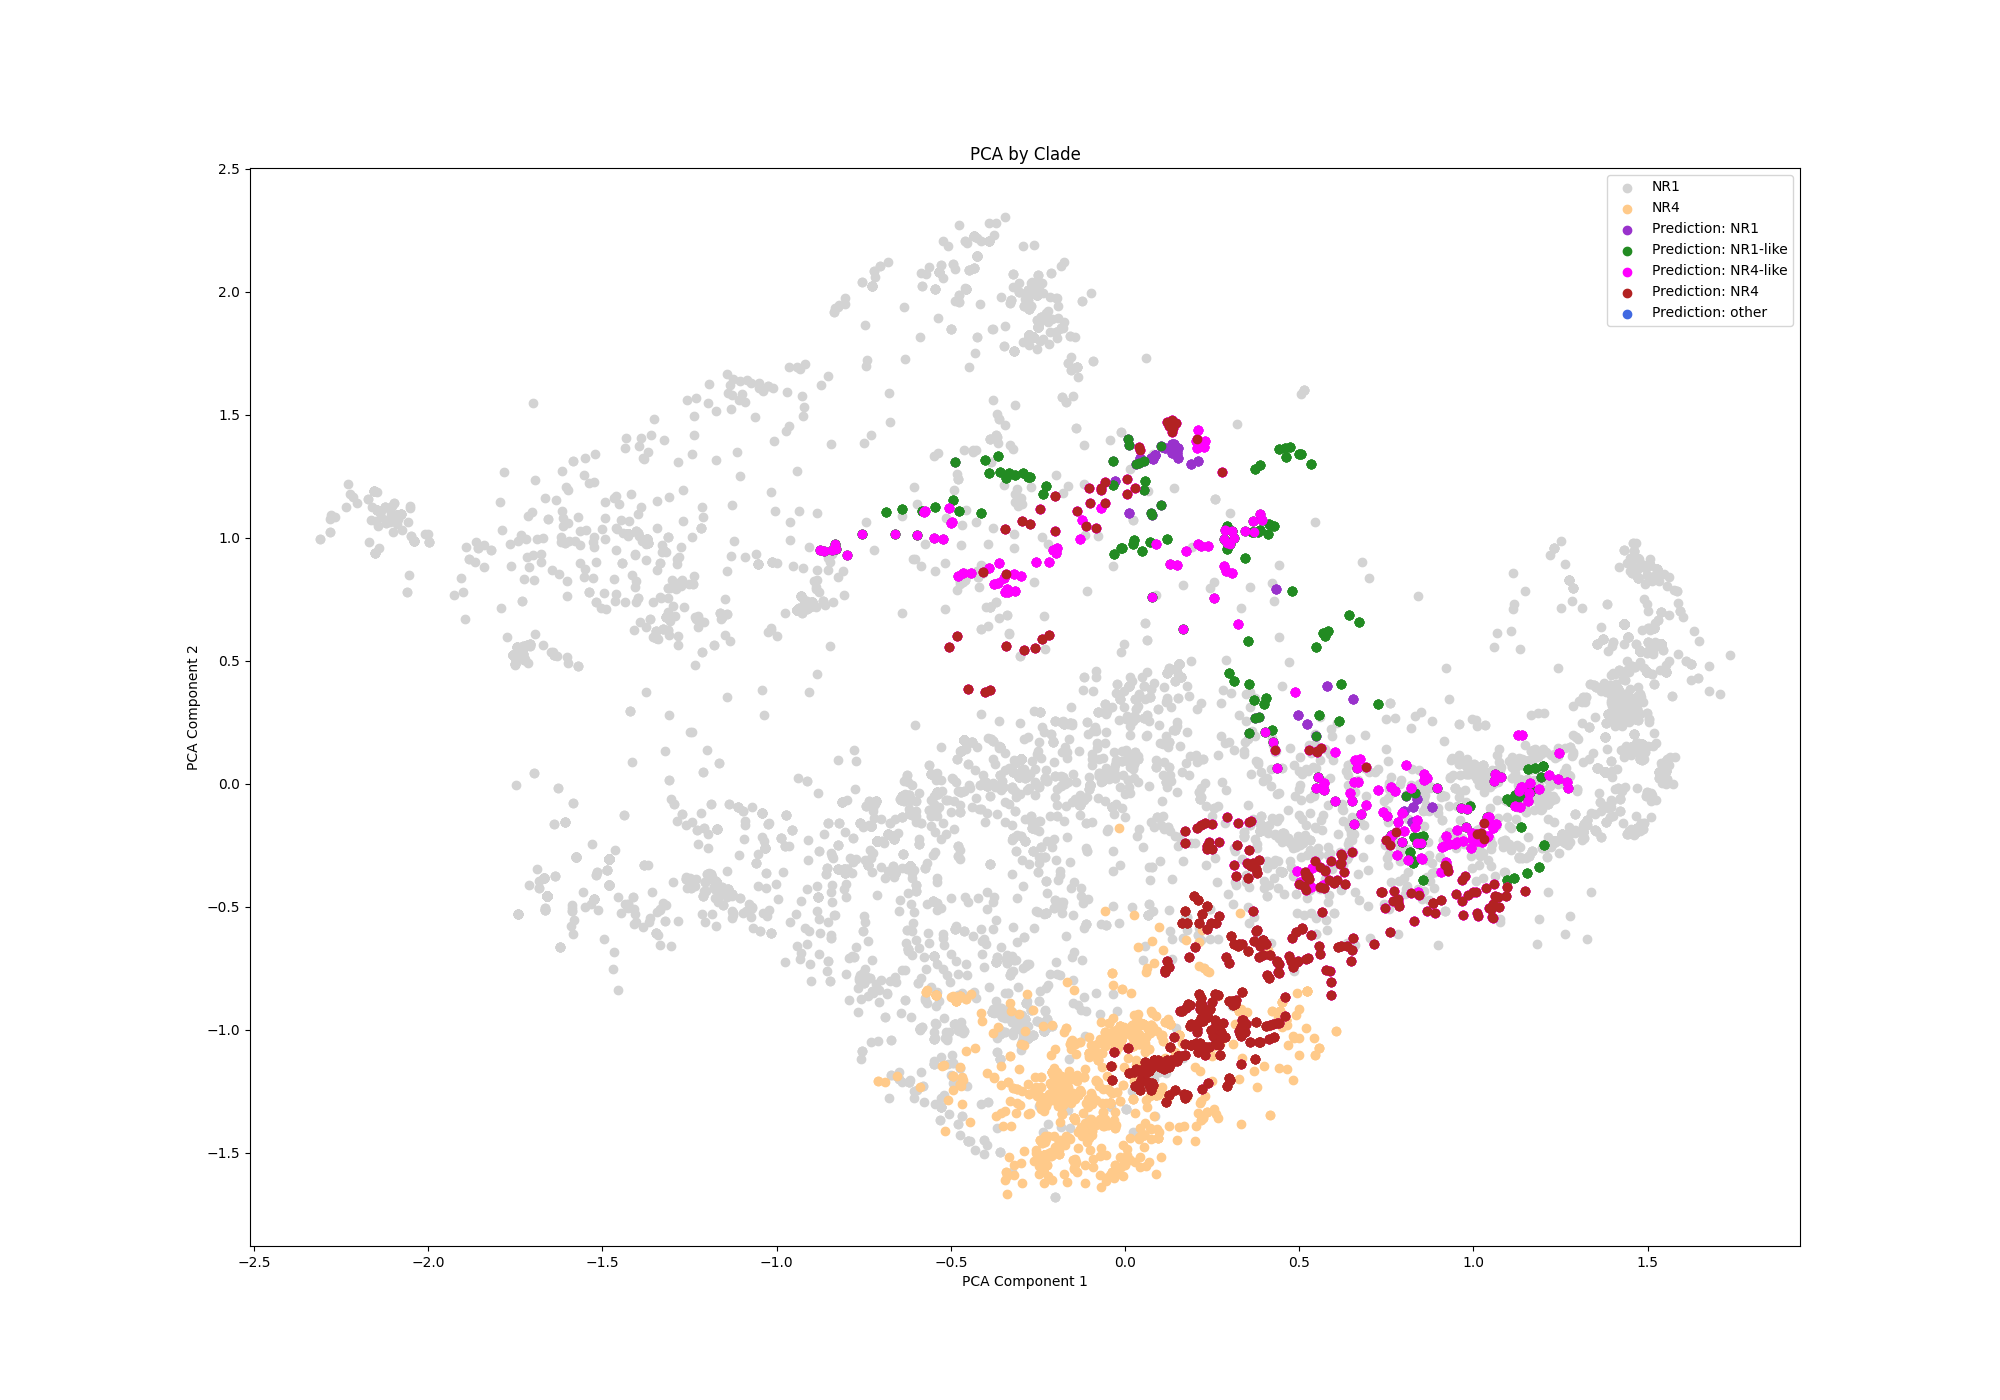 PCA by Clade
2.5
2.0
1.5
1.0
0.5
0.0
−0.5
−1.0
−1.5
PCA Component 2
NR1
NR4
Prediction: NR1
Prediction: NR1-like
Prediction: NR4-like
Prediction: NR4
Prediction: other
−2.5 −2.0 −1.5 −1.0 −0.5 0.0 0.5 1.0 1.5
PCA Component 1